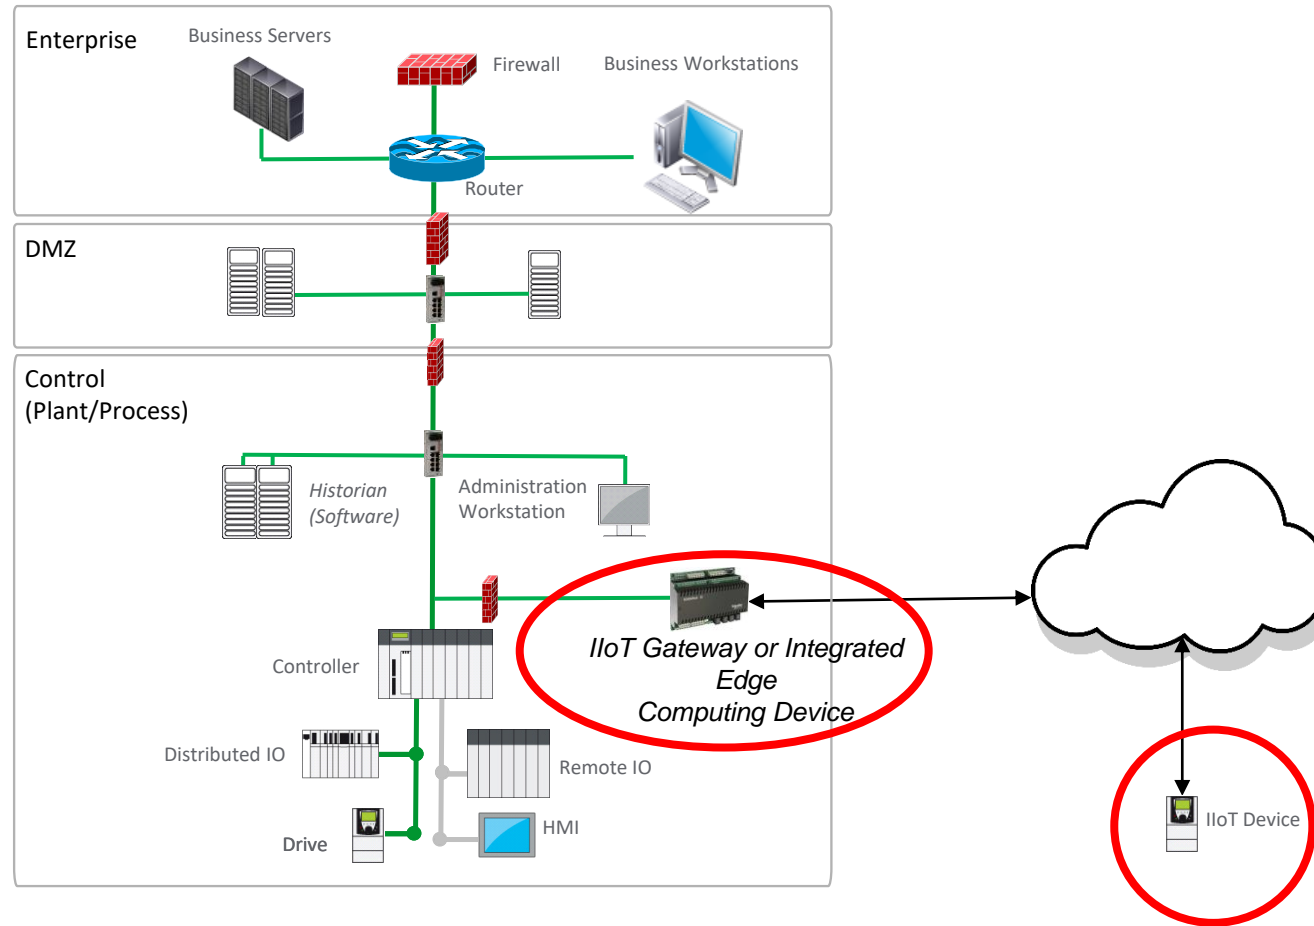 Enterprise
Business Servers
Firewall
Business Workstations
Router
DMZ
Control
(Plant/Process)
Historian
(Software)
Administration
Workstation
IIoT Gateway or Integrated
Edge
Computing Device
Controller
Distributed IO
Remote IO
Drive
HMI
IIoT Device